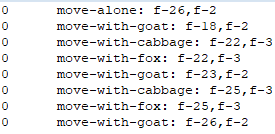 0 move-alone: f-26,f-2
0 move-with-goat: f-18,f-2
0 move-with-cabbage: f-22,f-3
0 move-with-fox: f-22,f-3
0 move-with-goat: f-23,f-2
0 move-with-cabbage: f-25,f-3
0 move-with-fox: f-25,f-3
0 move-with-goat: f-26,f-2